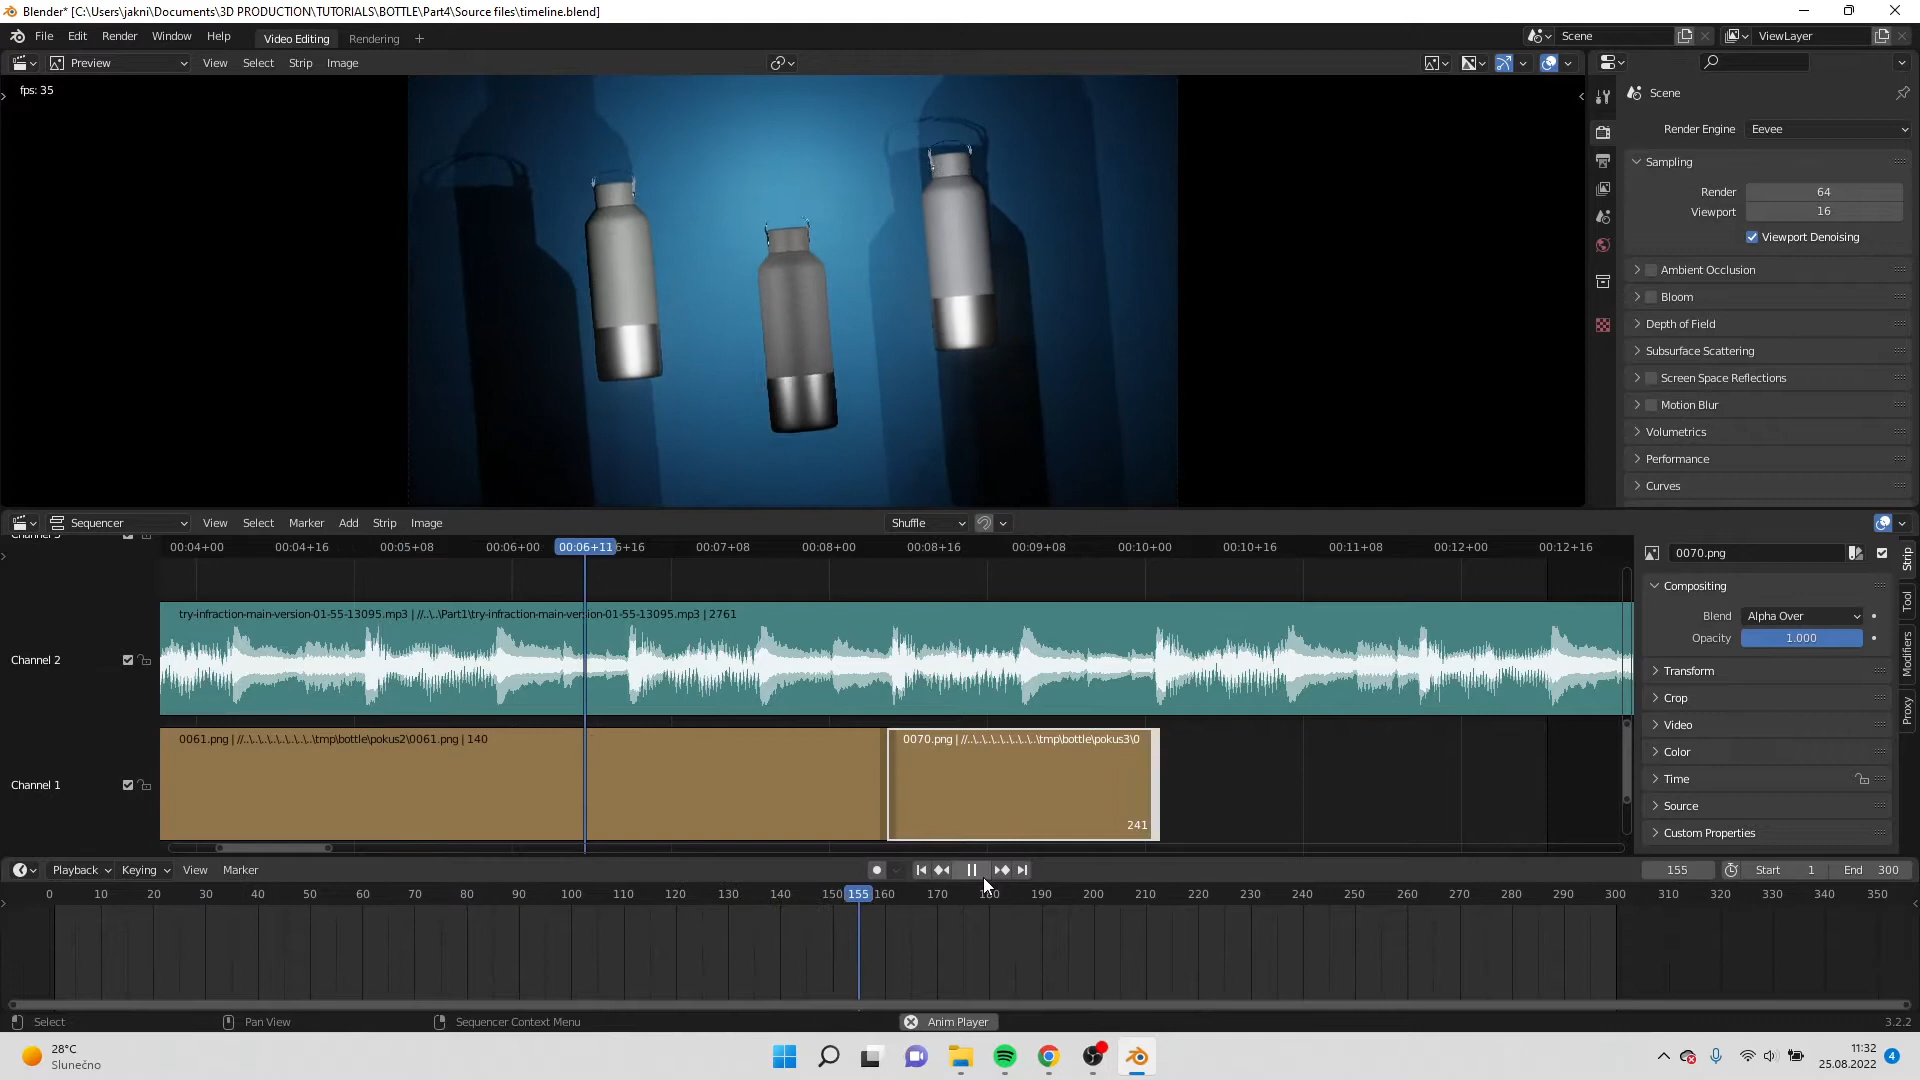 Blender* [C:\Users\jakni\Documents\3D PRODUCTION\TUTORIALS\BOTTLE\Part4\Source files\timeline.blend]
File Edit Render Window Help Video Editing Rendering + Scene ViewLayer
Preview View Select Strip Image
fps: 35
Scene
Render Engine Eevee
Sampling
Render 64
Viewport 16
Viewport Denoising
Ambient Occlusion
Bloom
Depth of Field
Subsurface Scattering
Screen Space Reflections
Motion Blur
Volumetrics
Performance
Curves
Sequencer View Select Marker Add Strip Image Shuffle
00:04+00 00:04+16 00:05+08 00:06+00 00:06+11 6+16 00:07+08 00:08+00 00:08+16 00:09+08 00:10+00 00:10+16 00:11+08 00:12+00 00:12+16
try-infraction-main-version-01-55-13095.mp3 | //..\..\Part1\try-infraction-main-version-01-55-13095.mp3 | 2761
Channel 2
0061.png | //..\..\..\..\..\..\..\..\tmp\bottle\pokus2\0061.png | 140
0070.png | //..\..\..\..\..\..\..\..\tmp\bottle\pokus3\0
241
Channel 1
0070.png
Compositing
Blend Alpha Over
Opacity 1.000
Transform
Crop
Video
Color
Time
Source
Custom Properties
Strip
Tool
Modifiers
Proxy
Playback Keying View Marker 155 Start 1 End 300
0 10 20 30 40 50 60 70 80 90 100 110 120 130 140 150 155 160 170 180 190 200 210 220 230 240 250 260 270 280 290 300 310 320 330 340 350
Select Pan View Sequencer Context Menu Anim Player 3.2.2
28°C
Slunečno
11:32
25.08.2022
4